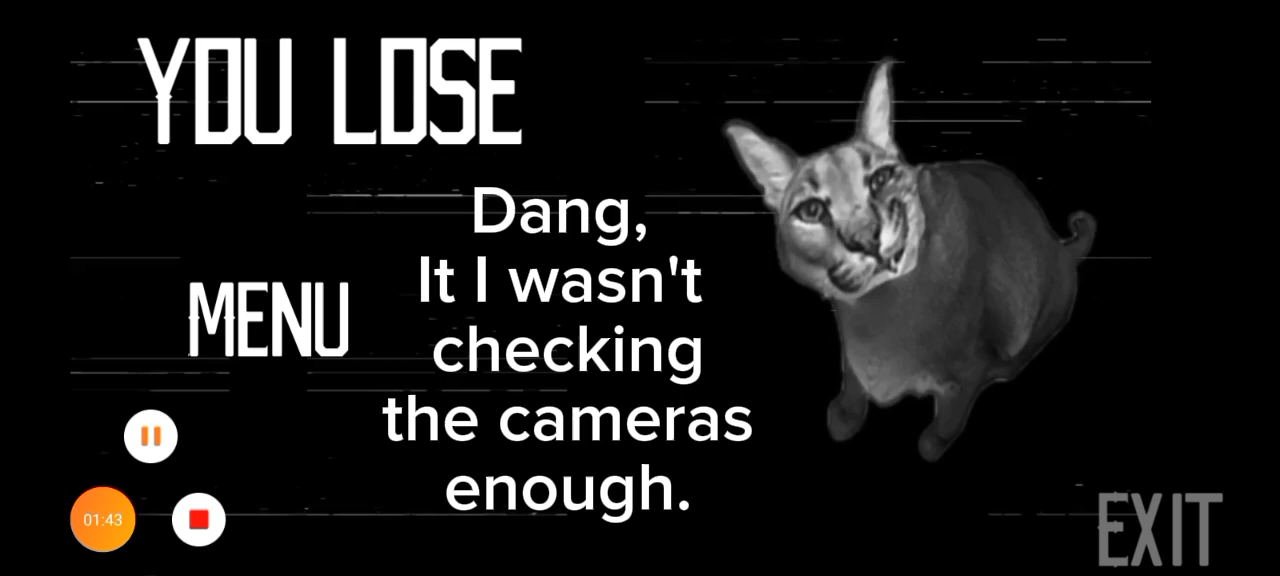 YOU LOSE
Dang,
It I wasn't
checking
the cameras
enough.
MENU
01:43
EXIT